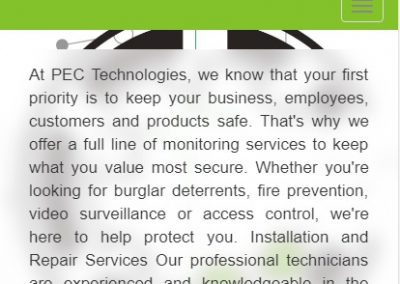 At PEC Technologies, we know that your first
priority is to keep your business, employees,
customers and products safe. That's why we
offer a full line of monitoring services to keep
what you value most secure. Whether you're
looking for burglar deterrents, fire prevention,
video surveillance or access control, we're
here to help protect you. Installation and
Repair Services Our professional technicians
are experienced and knowledgeable in the